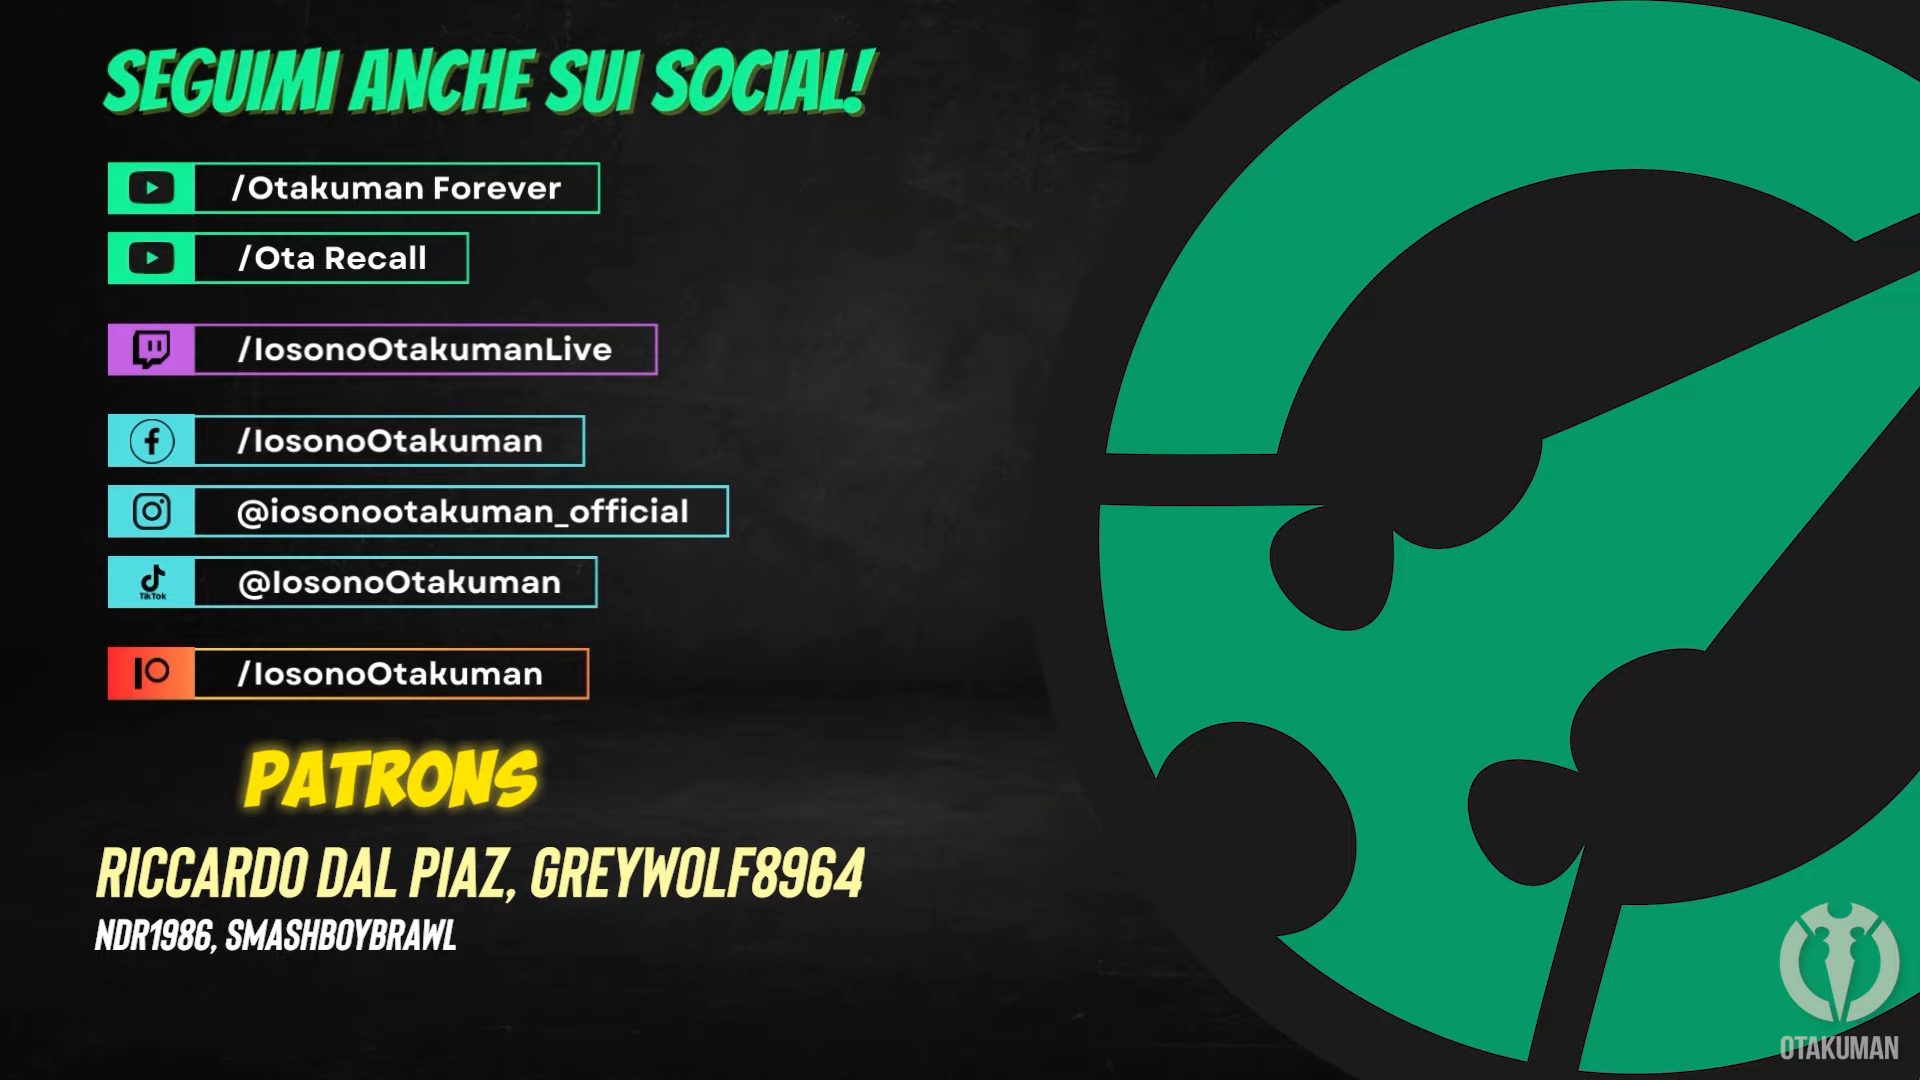 SEGUIMI ANCHE SUI SOCIAL!
/Otakuman Forever
/Ota Recall
/IosonoOtakumanLive
/IosonoOtakuman
@iosonootakuman_official
TikTok
@IosonoOtakuman
/IosonoOtakuman
PATRONS
RICCARDO DAL PIAZ, GREYWOLF8964
NDR1986, SMASHBOYBRAWL
OTAKUMAN